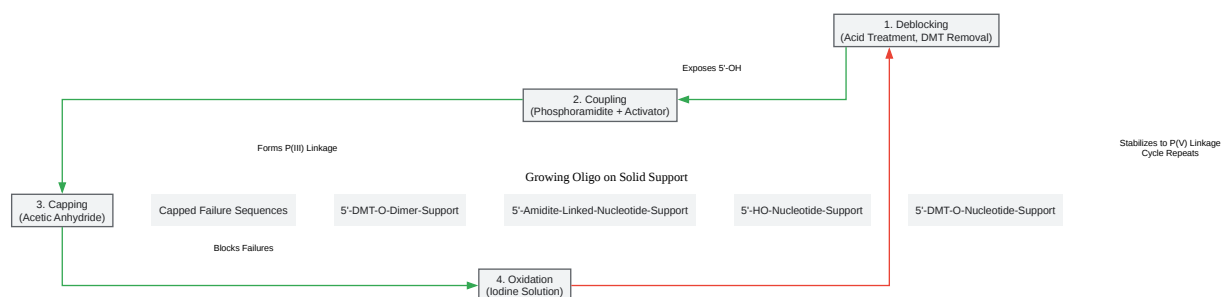 1. Deblocking
(Acid Treatment, DMT Removal)
Exposes 5'-OH
2. Coupling
(Phosphoramidite + Activator)
Forms P(III) Linkage
Stabilizes to P(V) Linkage
Cycle Repeats
Growing Oligo on Solid Support
3. Capping
(Acetic Anhydride)
Capped Failure Sequences
5'-DMT-O-Dimer-Support
5'-Amidite-Linked-Nucleotide-Support
5'-HO-Nucleotide-Support
5'-DMT-O-Nucleotide-Support
Blocks Failures
4. Oxidation
(Iodine Solution)